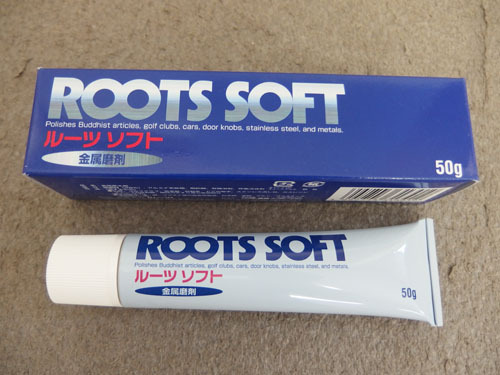 ROOTS SOFT
Polishes Buddhist articles, golf clubs, cars, door knobs, stainless steel, and metals.
ルーツ ソフト
金属磨剤
50g
ROOTS SOFT
Polishes Buddhist articles, golf clubs, cars, door knobs, stainless steel, and metals.
ルーツ ソフト
金属磨剤
50g